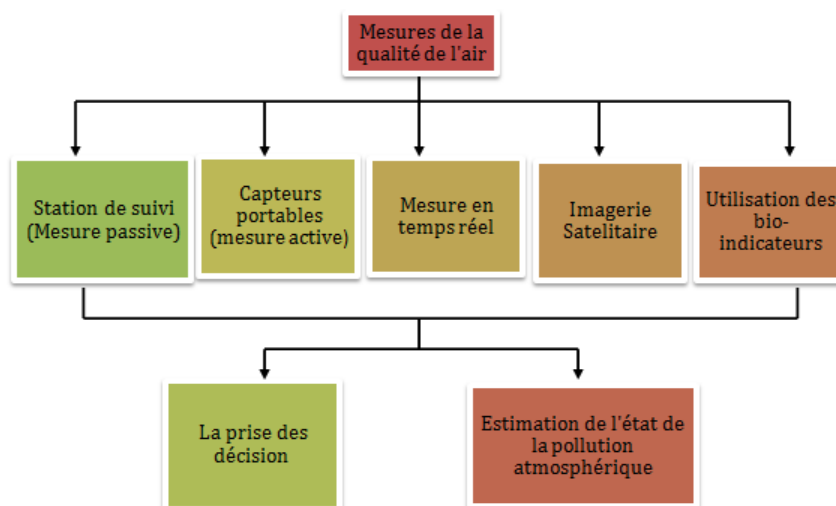 Mesures de la
qualité de l'air
Station de suivi
(Mesure passive)
Capteurs
portables
(mesure active)
Mesure en
temps réel
Imagerie
Satelitaire
Utilisation des
bio-
indicateurs
La prise des
décision
Estimation de l'état de
la pollution
atmosphérique